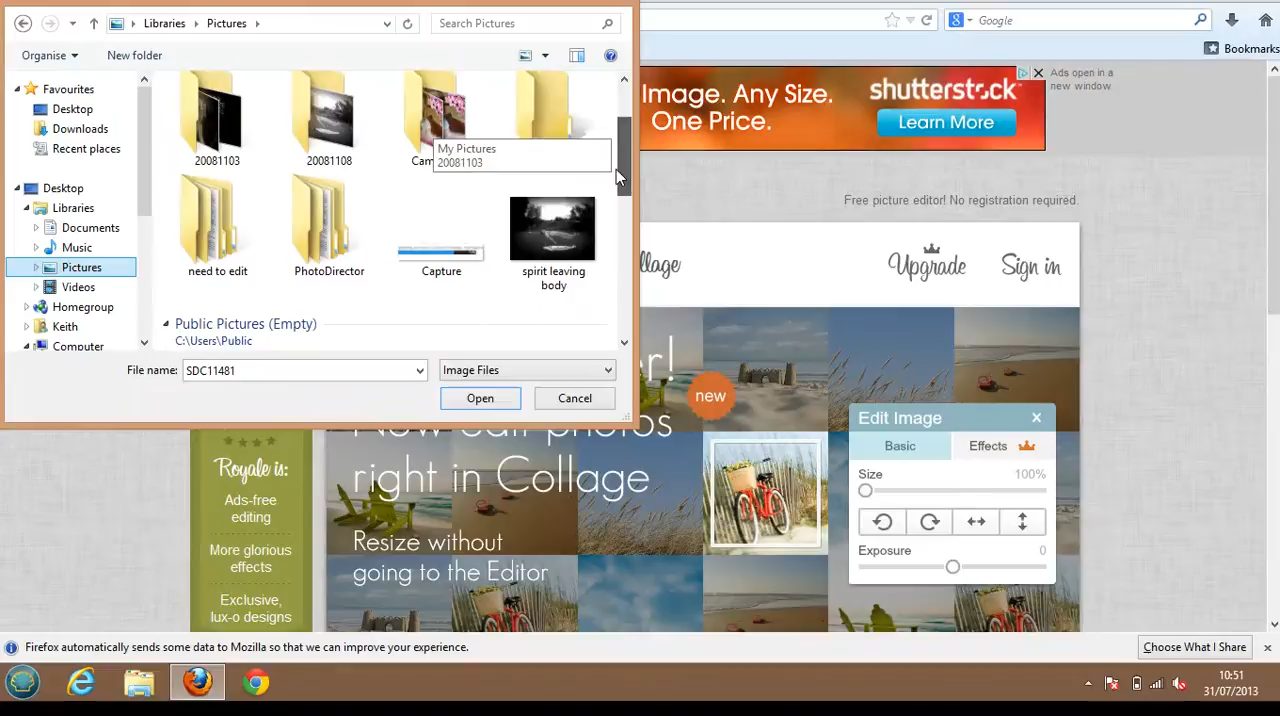 Libraries
Pictures
Search Pictures
Organise
New folder
Favourites
Desktop
Downloads
Recent places
Desktop
Libraries
Documents
Music
Pictures
Videos
Homegroup
Keith
Computer
20081103
20081108
Cam
My Pictures
20081103
need to edit
PhotoDirector
Capture
spirit leaving
body
Public Pictures (Empty)
C:\Users\Public
File name:
SDC11481
Image Files
Open
Cancel
Google
Bookmarks
Image. Any Size.
One Price.
shutterstock
Learn More
Ads open in a
new window
Free picture editor! No registration required.
llage
Upgrade
Sign in
r!
new
right in Collage
Resize without
going to the Editor
Edit Image
Basic
Effects
Size
100%
Exposure
0
Royale is:
Ads-free
editing
More glorious
effects
Exclusive,
lux-o designs
Firefox automatically sends some data to Mozilla so that we can improve your experience.
Choose What I Share
10:51
31/07/2013